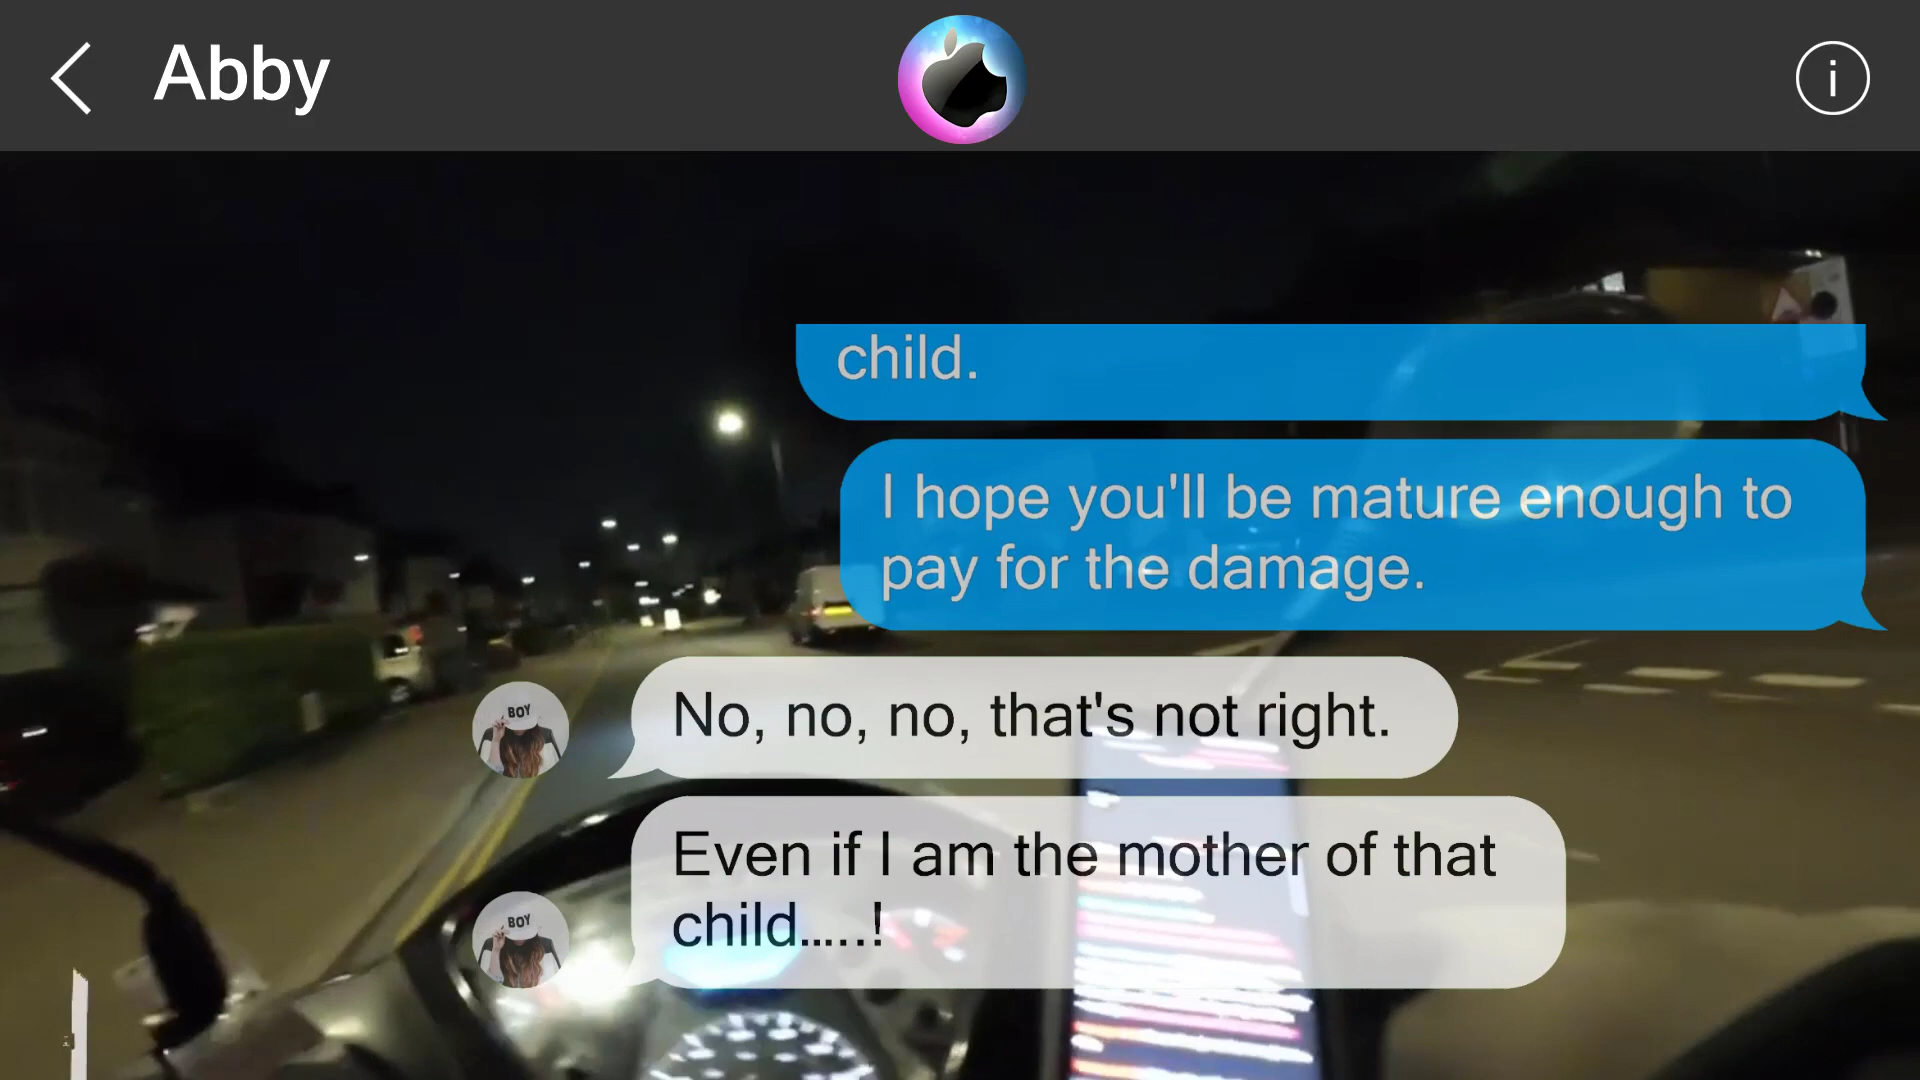 Abby
child.
I hope you'll be mature enough to
pay for the damage.
No, no, no, that's not right.
BOY
Even if I am the mother of that
child.....!
BOY